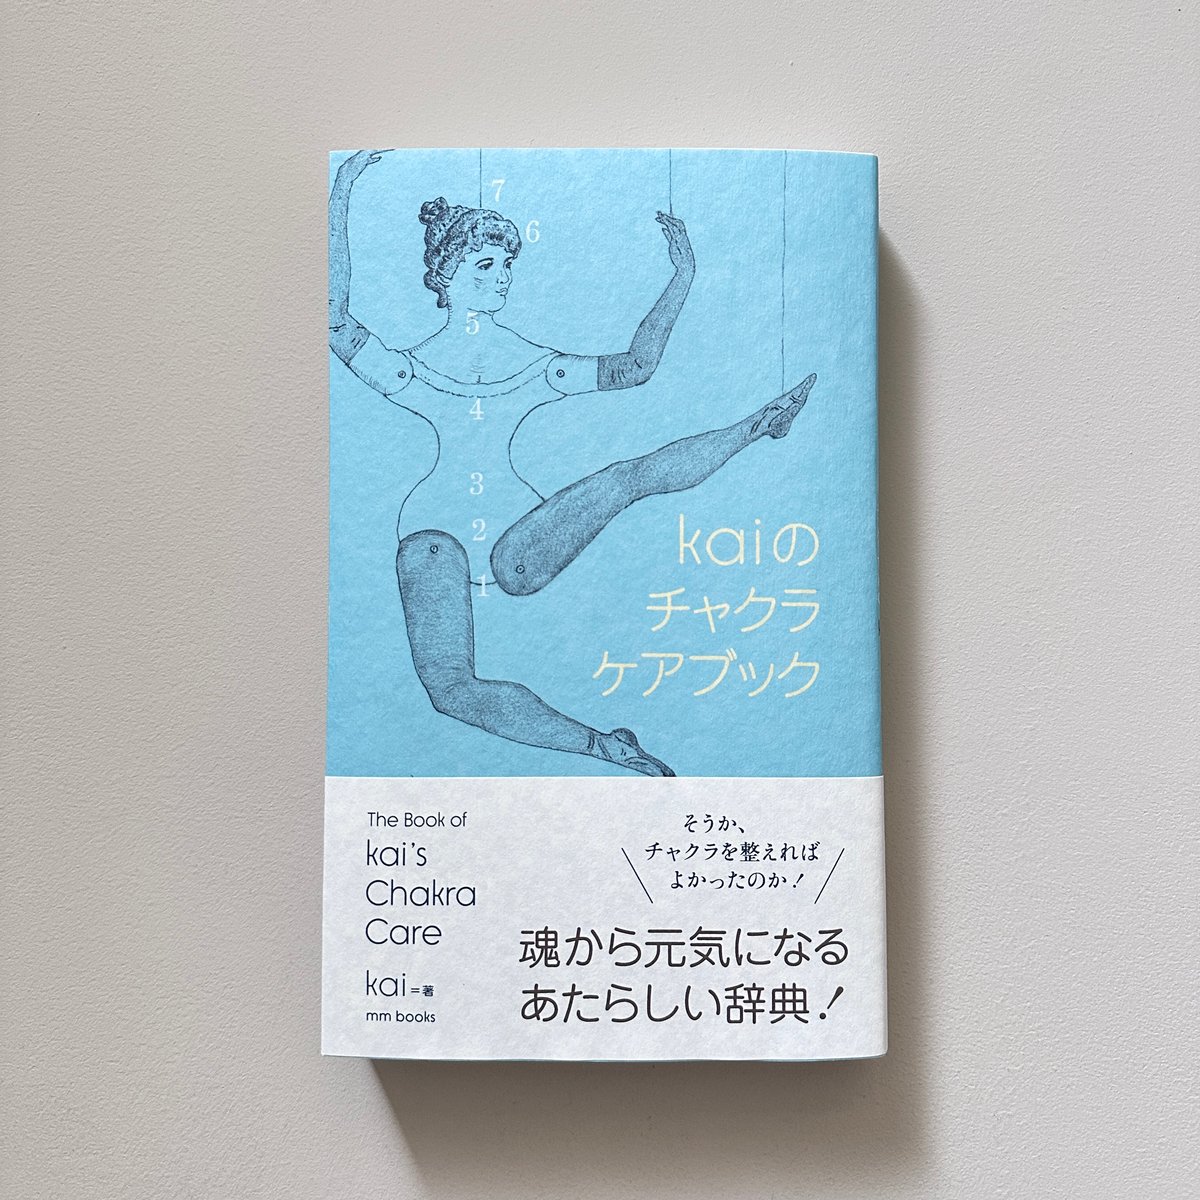 7
6
5
4
3
2
1
kaiの
チャクラ
ケアブック
The Book of
kai's
Chakra
Care
kai=著
mm books
そうか、
チャクラを整えれば
よかったのか!
魂から元気になる
あたらしい辞典!